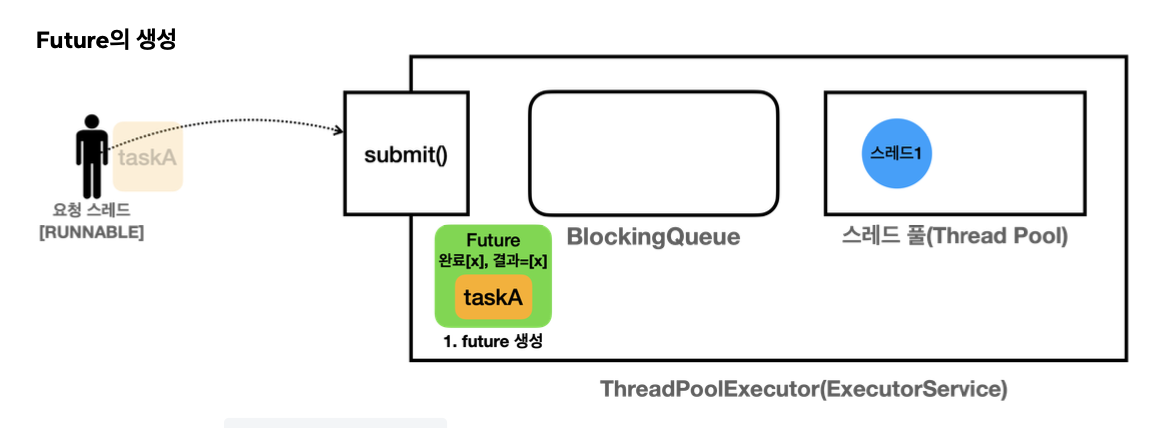 Future의 생성
taskA
요청 스레드
[RUNNABLE]
submit()
Future
완료[x], 결과=[x]
taskA
1. future 생성
BlockingQueue
스레드1
스레드 풀(Thread Pool)
ThreadPoolExecutor(ExecutorService)